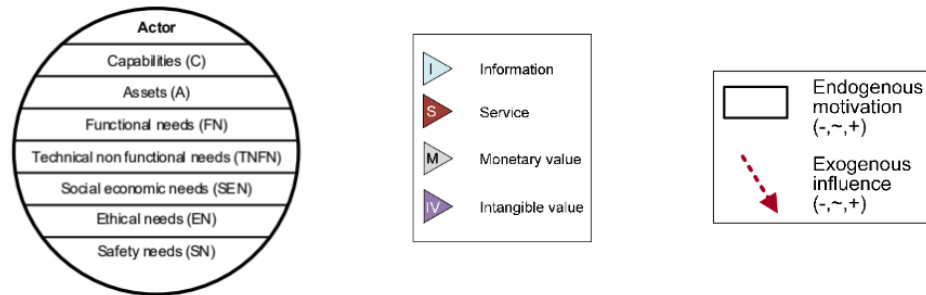 Actor
Capabilities (C)
Assets (A)
Functional needs (FN)
Technical non functional needs (TNFN)
Social economic needs (SEN)
Ethical needs (EN)
Safety needs (SN)
I Information
S Service
M Monetary value
IV Intangible value
Endogenous
motivation
(-,~,+)
Exogenous
influence
(-,~,+)